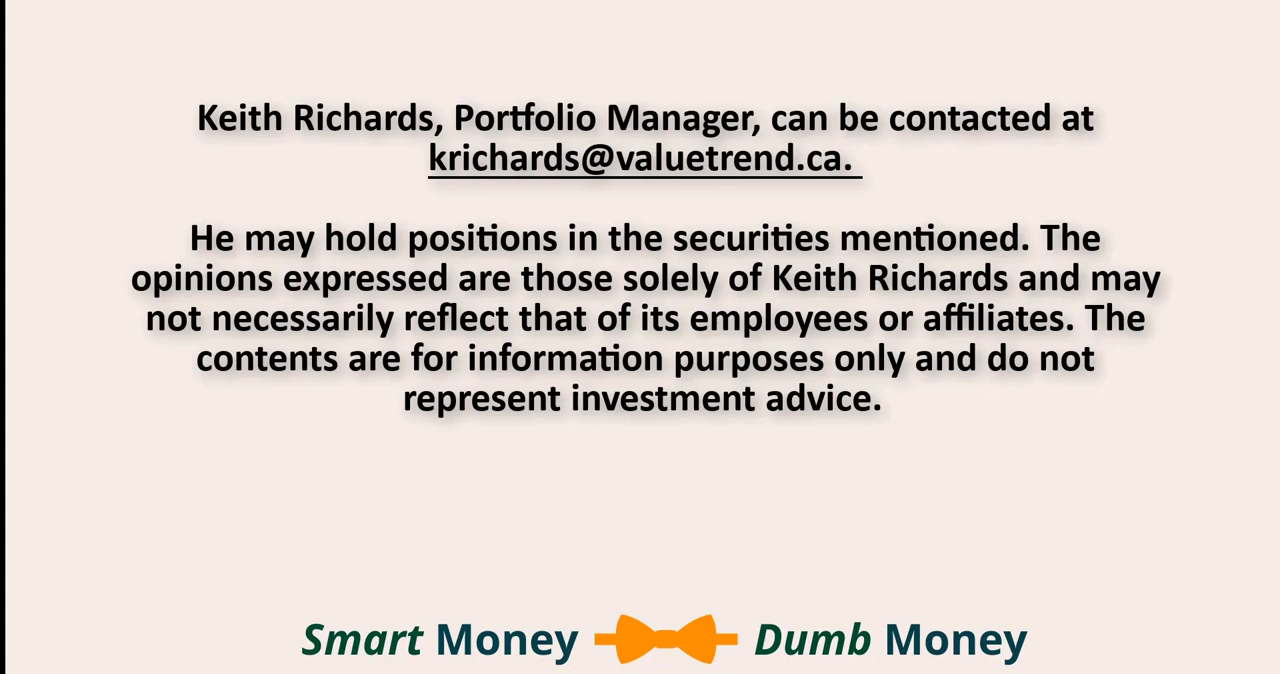 Keith Richards, Portfolio Manager, can be contacted at
krichards@valuetrend.ca.
He may hold positions in the securities mentioned. The
opinions expressed are those solely of Keith Richards and may
not necessarily reflect that of its employees or affiliates. The
contents are for information purposes only and do not
represent investment advice.
Smart Money Dumb Money